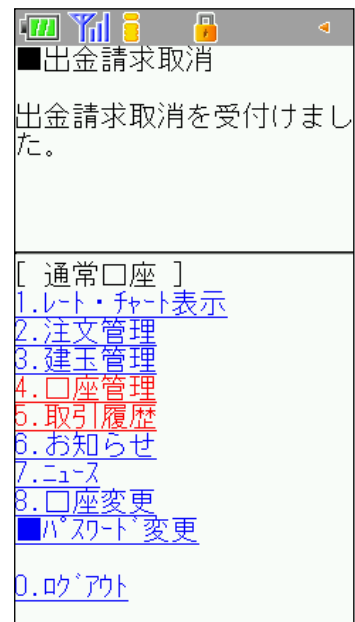 ■出金請求取消
出金請求取消を受付けまし
た。
[ 通常口座 ]
1.ﾚｰﾄ・ﾁｬｰﾄ表示
2.注文管理
3.建玉管理
4.口座管理
5.取引履歴
6.お知らせ
7.ﾆｭｰｽ
8.口座変更
■ﾊﾟｽﾜｰﾄﾞ変更
0.ﾛｸﾞｱｳﾄ